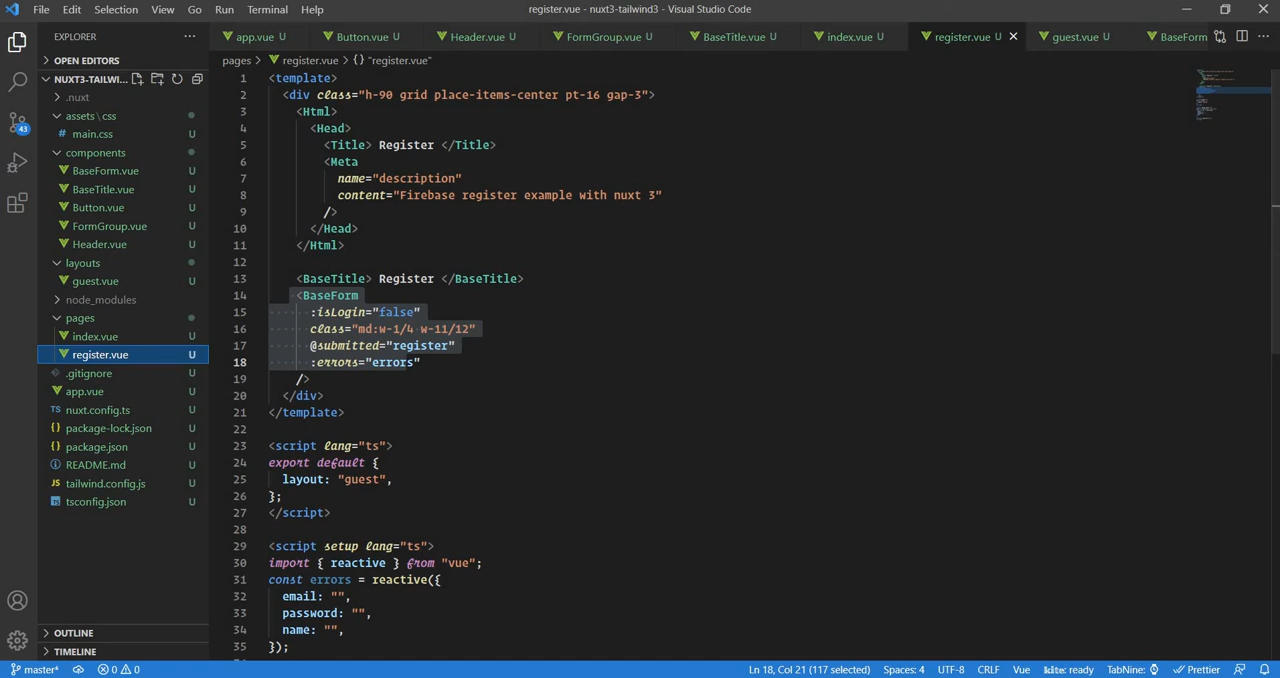 File Edit Selection View Go Run Terminal Help register.vue - nuxt3-tailwind3 - Visual Studio Code
EXPLORER
app.vue U Button.vue U Header.vue U FormGroup.vue U BaseTitle.vue U index.vue U register.vue U guest.vue U BaseForm
pages > register.vue > {} "register.vue"
OPEN EDITORS
NUXT3-TAILWI...
.nuxt
assets \ css
main.css U
components
BaseForm.vue U
BaseTitle.vue U
Button.vue U
FormGroup.vue U
Header.vue U
layouts
guest.vue U
node_modules
pages
index.vue U
register.vue U
.gitignore U
app.vue U
nuxt.config.ts U
package-lock.json U
package.json U
README.md U
tailwind.config.js U
tsconfig.json U
OUTLINE
TIMELINE
43
1 <template>
2 <div class="h-90 grid place-items-center pt-16 gap-3">
3 <Html>
4 <Head>
5 <Title> Register </Title>
6 <Meta
7 name="description"
8 content="Firebase register example with nuxt 3"
9 />
10 </Head>
11 </Html>
12
13 <BaseTitle> Register </BaseTitle>
14 <BaseForm
15 :isLogin="false"
16 class="md:w-1/4 w-11/12"
17 @submitted="register"
18 :errors="errors"
19 />
20 </div>
21 </template>
22
23 <script lang="ts">
24 export default {
25 layout: "guest",
26 };
27 </script>
28
29 <script setup lang="ts">
30 import { reactive } from "vue";
31 const errors = reactive({
32 email: "",
33 password: "",
34 name: "",
35 });
master* 0 0 Ln 18, Col 21 (117 selected) Spaces: 4 UTF-8 CRLF Vue kite: ready TabNine: Prettier